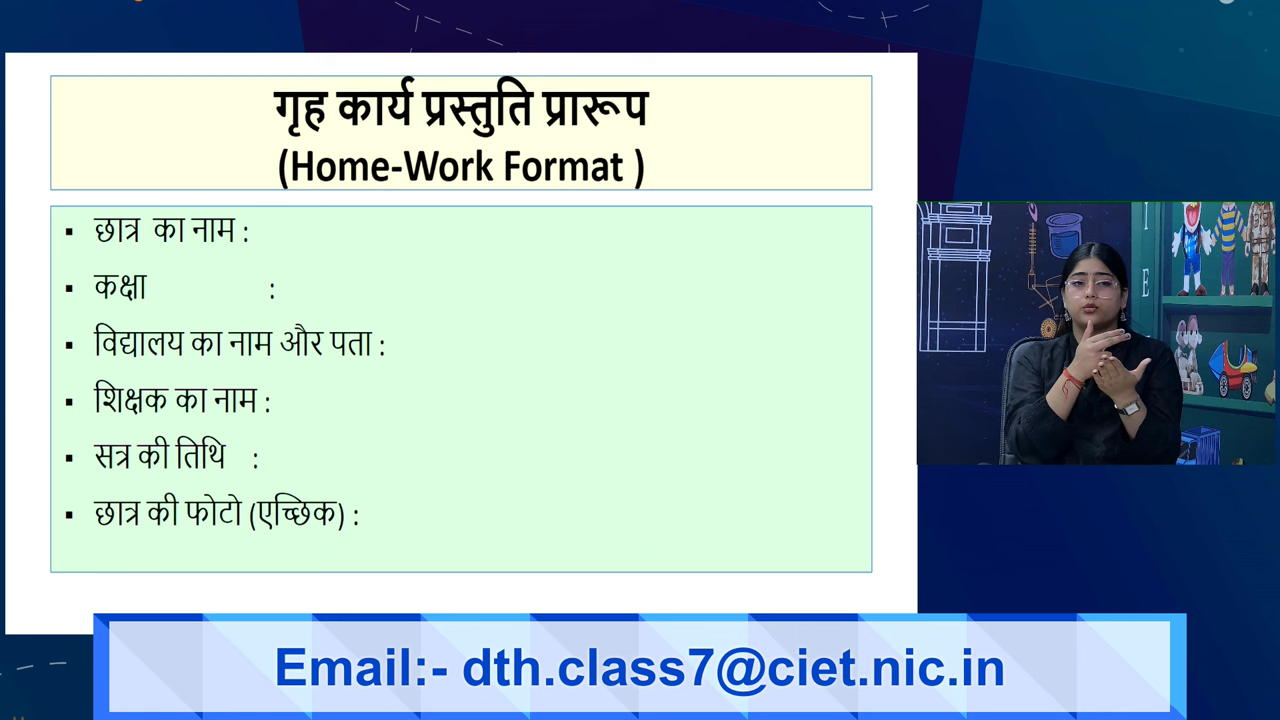 गृह कार्य प्रस्तुति प्रारूप
(Home-Work Format )
▪ छात्र का नाम :
▪ कक्षा :
▪ विद्यालय का नाम और पता :
▪ शिक्षक का नाम :
▪ सत्र की तिथि :
▪ छात्र की फोटो (एच्छिक) :
I
E
Email:- dth.class7@ciet.nic.in